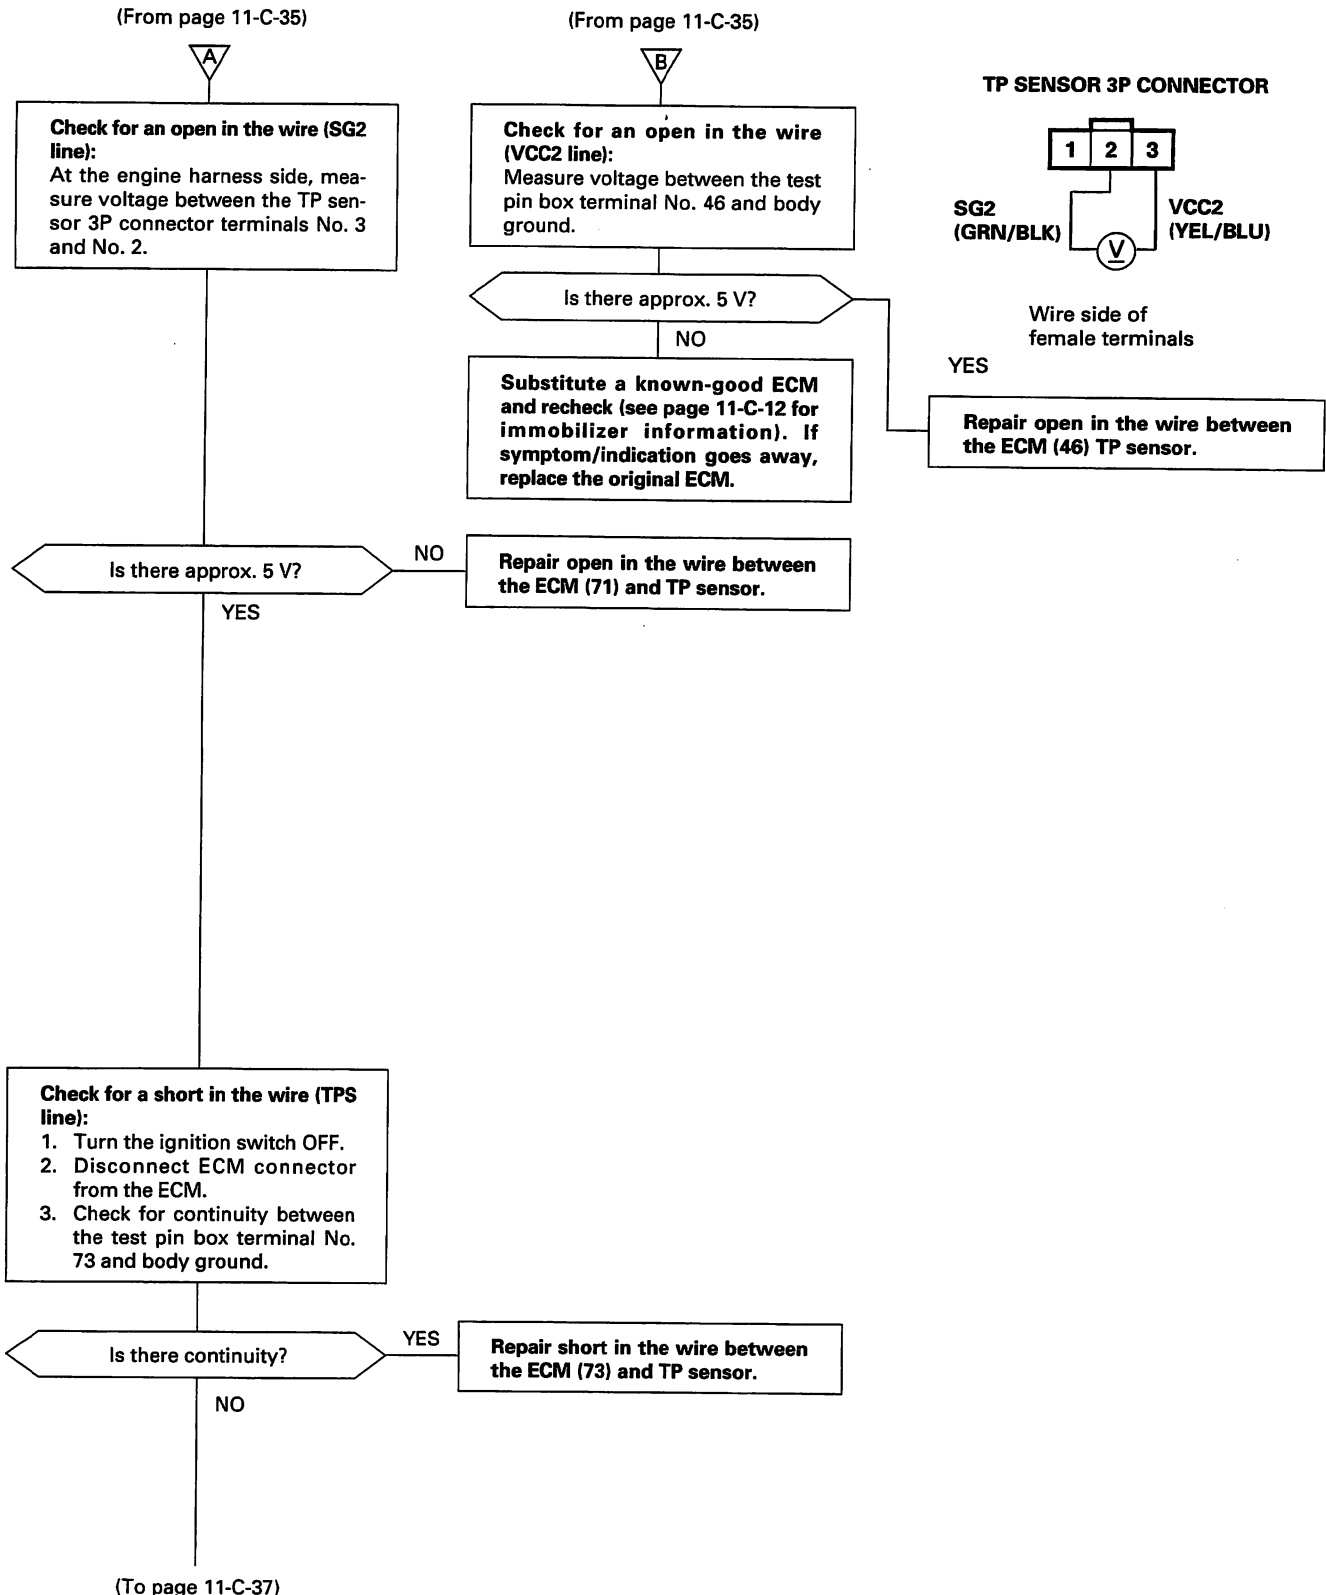 (From page 11-C-35)
A
Check for an open in the wire (SG2
line):
At the engine harness side, mea-
sure voltage between the TP sen-
sor 3P connector terminals No. 3
and No. 2.
(From page 11-C-35)
B
Check for an open in the wire
(VCC2 line):
Measure voltage between the test
pin box terminal No. 46 and body
ground.
Is there approx. 5 V?
NO
Substitute a known-good ECM
and recheck (see page 11-C-12 for
immobilizer information). If
symptom/indication goes away,
replace the original ECM.
TP SENSOR 3P CONNECTOR
1 2 3
SG2
(GRN/BLK)
VCC2
(YEL/BLU)
V
Wire side of
female terminals
YES
Repair open in the wire between
the ECM (46) TP sensor.
Is there approx. 5 V?
NO
Repair open in the wire between
the ECM (71) and TP sensor.
YES
Check for a short in the wire (TPS
line):
1. Turn the ignition switch OFF.
2. Disconnect ECM connector
from the ECM.
3. Check for continuity between
the test pin box terminal No.
73 and body ground.
Is there continuity?
YES
Repair short in the wire between
the ECM (73) and TP sensor.
NO
(To page 11-C-37)